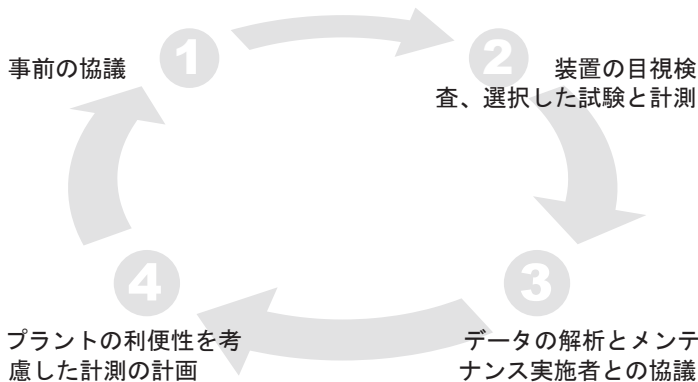 1
事前の協議
2
装置の目視検
査、選択した試験と計測
3
データの解析とメンテ
ナンス実施者との協議
4
プラントの利便性を考
慮した計測の計画